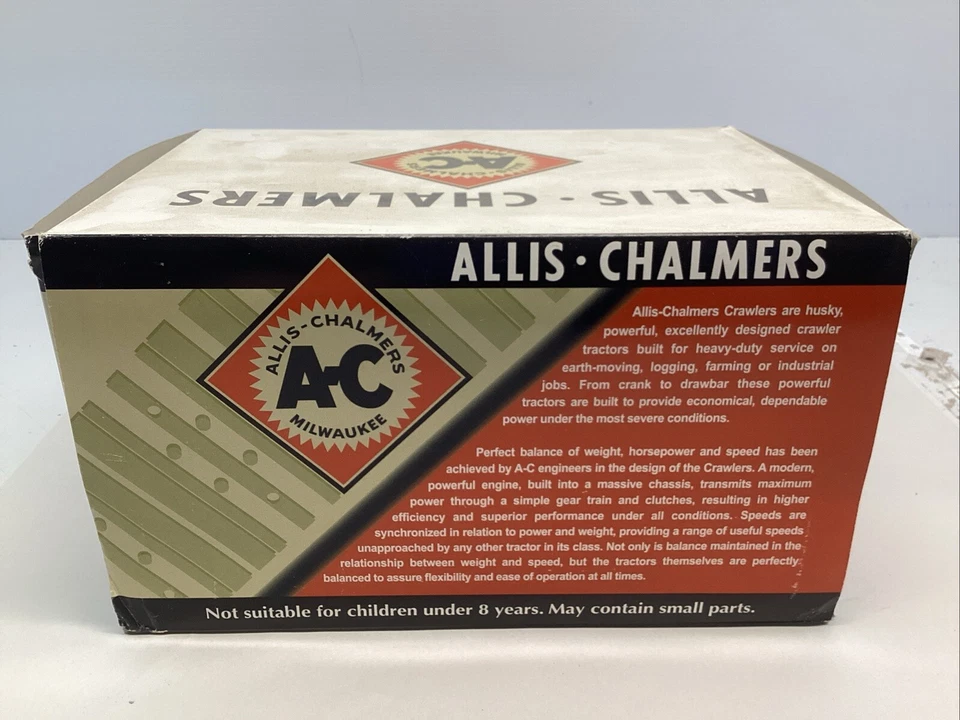 ALLIS-CHALMERS
A-C
MILWAUKEE
ALLIS · CHALMERS
ALLIS · CHALMERS
ALLIS-CHALMERS
A-C
MILWAUKEE
Allis-Chalmers Crawlers are husky,
powerful, excellently designed crawler
tractors built for heavy-duty service on
earth-moving, logging, farming or industrial
jobs. From crank to drawbar these powerful
tractors are built to provide economical, dependable
power under the most severe conditions.
Perfect balance of weight, horsepower and speed has been
achieved by A-C engineers in the design of the Crawlers. A modern,
powerful engine, built into a massive chassis, transmits maximum
power through a simple gear train and clutches, resulting in higher
efficiency and superior performance under all conditions. Speeds are
synchronized in relation to power and weight, providing a range of useful speeds
unapproached by any other tractor in its class. Not only is balance maintained in the
relationship between weight and speed, but the tractors themselves are perfectly
balanced to assure flexibility and ease of operation at all times.
Not suitable for children under 8 years. May contain small parts.